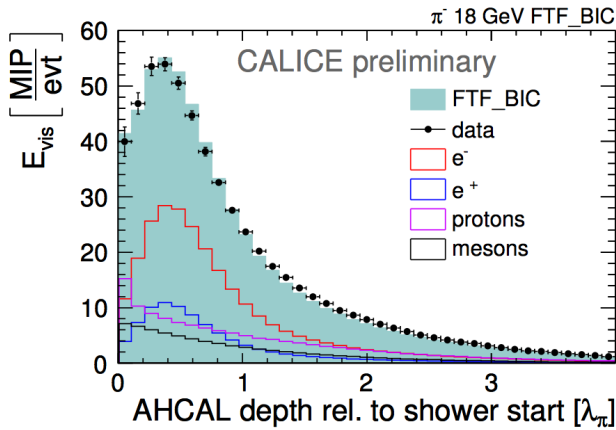 π⁻ 18 GeV FTF_BIC
CALICE preliminary
FTF_BIC
data
e⁻
e⁺
protons
mesons
E_vis [MIP/evt]
60
50
40
30
20
10
0
0 1 2 3
AHCAL depth rel. to shower start [λ_π]